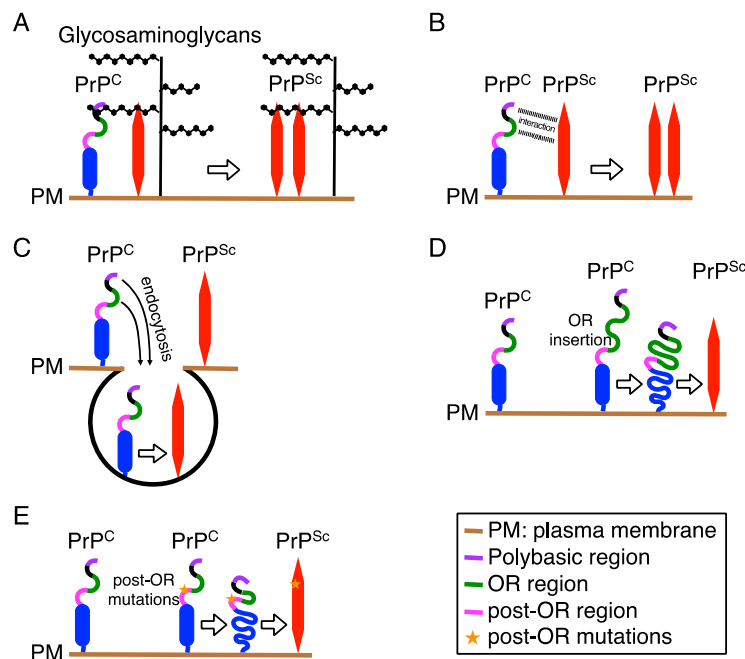 A
Glycosaminoglycans
PrPC
PrPSc
PM
B
PrPC PrPSc
PrPSc
interaction
PM
C
PrPC
PrPSc
endocytosis
PM
D
PrPC
PrPC
PrPSc
OR
insertion
PM
E
PrPC
PrPC
PrPSc
post-OR
mutations
PM
PM: plasma membrane
Polybasic region
OR region
post-OR region
post-OR mutations